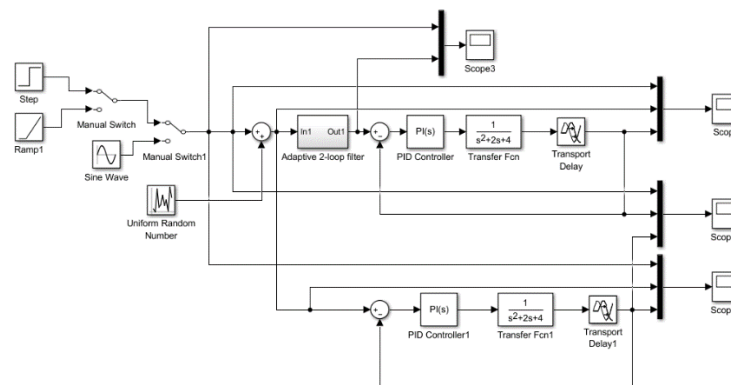 Step
Manual Switch
Ramp1
Sine Wave
Manual Switch1
Uniform Random
Number
In1 Out1
Adaptive 2-loop filter
Scope3
PI(s)
PID Controller
1
s²+2s+4
Transfer Fcn
Transport
Delay
Scop
Scop
Scop
PI(s)
PID Controller1
1
s²+2s+4
Transfer Fcn1
Transport
Delay1